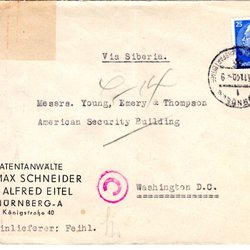 Via Siberia.
25
Messrs. Young, Emery & Thompson
American Security Building
Washington D.C.
PATENTANWÄLTE
MAX SCHNEIDER
ALFRED EITEL
NÜRNBERG-A
Königstraße 40
Einlieferer: Feihl.
C